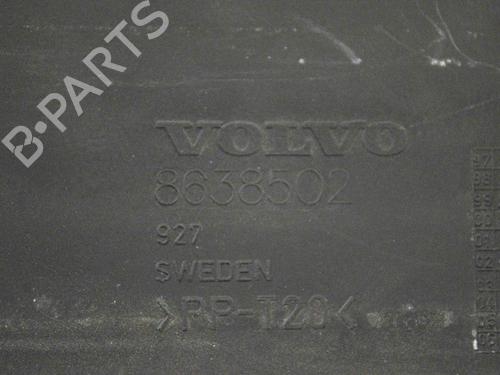 B-PARTS
VOLVO
8638502
927
SWEDEN
>PP-T20<